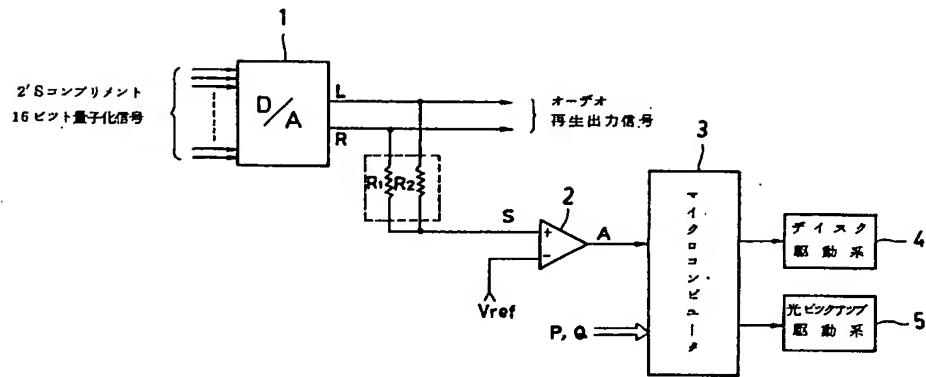 1
2'Sコンプリメント
16ビット量子化信号
D/A
L
R
オーデオ
再生出力信号
R1
R2
S
2
+
-
A
Vref
P, Q
3
マイクロコンピュータ
ディスク
駆動系
4
光ピックアップ
駆動系
5